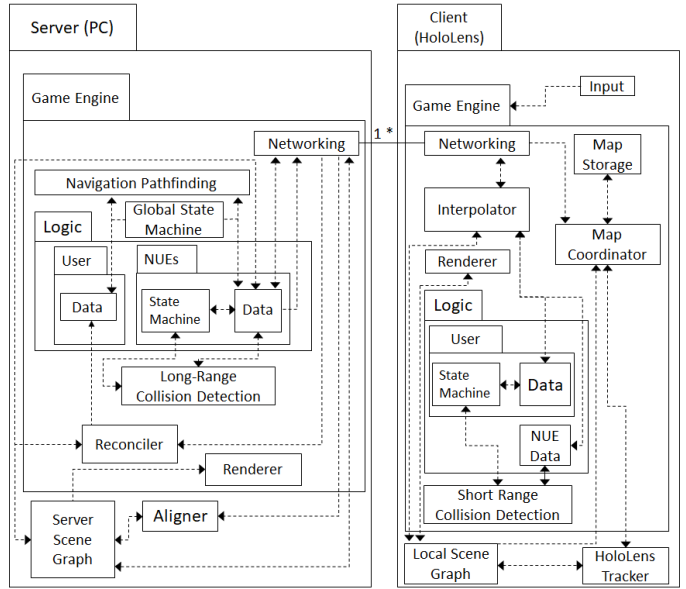 Server (PC)
Game Engine
Networking
Navigation Pathfinding
Global State
Machine
Logic
User
Data
NUEs
State
Machine
Data
Long-Range
Collision Detection
Reconciler
Renderer
Server
Scene
Graph
Aligner
1 *
Client
(HoloLens)
Input
Game Engine
Networking
Map
Storage
Interpolator
Map
Coordinator
Renderer
Logic
User
State
Machine
Data
NUE
Data
Short Range
Collision Detection
Local Scene
Graph
HoloLens
Tracker